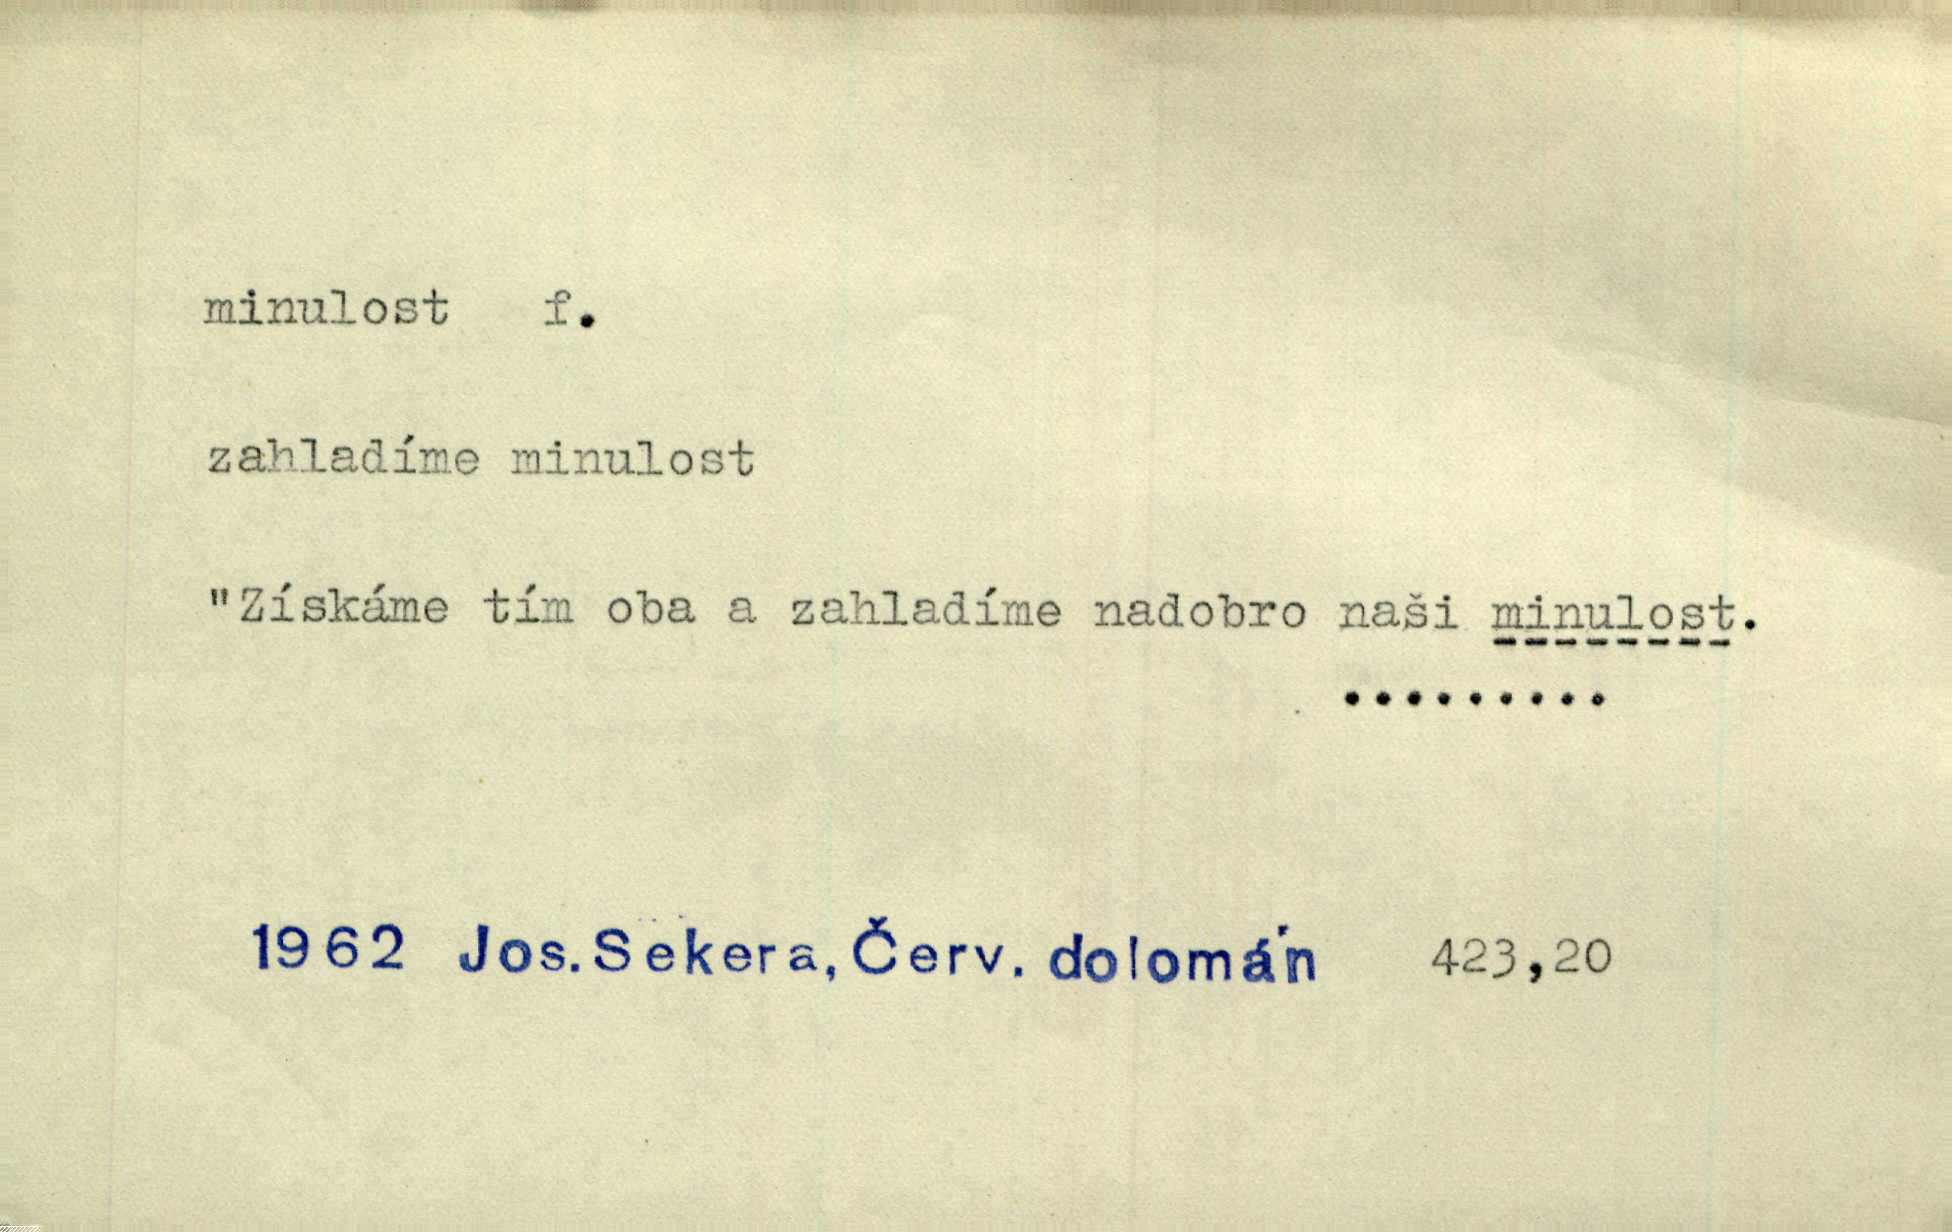 minulost f.
zahladíme minulost
"Získáme tím oba a zahladíme nadobro naši minulost.
.........
1962 Jos. Sekera, Červ. dolomán 423,20